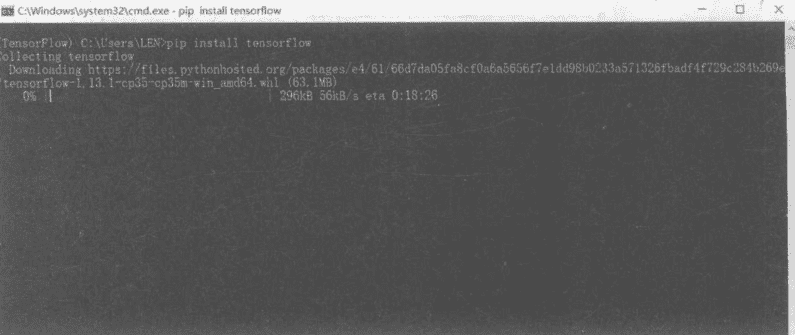 C:\Windows\system32\cmd.exe - pip install tensorflow
(TensorFlow) C:\Users\LEN>pip install tensorflow
Collecting tensorflow
Downloading https://files.pythonhosted.org/packages/e4/61/66d7da05fa8cf0a6a5656f7e1dd98b0233a571326fbadf4f729c284b269e
/tensorflow-1.13.1-cp35-cp35m-win_amd64.whl (63.1MB)
0% | | 296kB 56kB/s eta 0:18:26